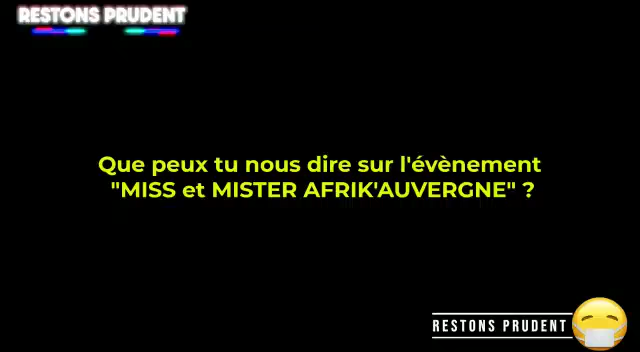 RESTONS PRUDENT
Que peux tu nous dire sur l'évènement
"MISS et MISTER AFRIK'AUVERGNE" ?
RESTONS PRUDENT